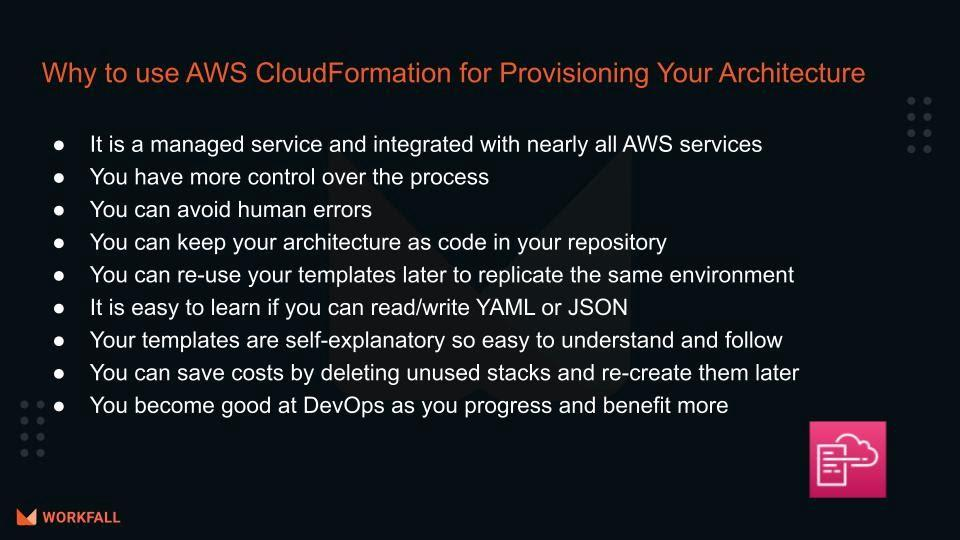 Why to use AWS CloudFormation for Provisioning Your Architecture
● It is a managed service and integrated with nearly all AWS services
● You have more control over the process
● You can avoid human errors
● You can keep your architecture as code in your repository
● You can re-use your templates later to replicate the same environment
● It is easy to learn if you can read/write YAML or JSON
● Your templates are self-explanatory so easy to understand and follow
● You can save costs by deleting unused stacks and re-create them later
● You become good at DevOps as you progress and benefit more
WORKFALL